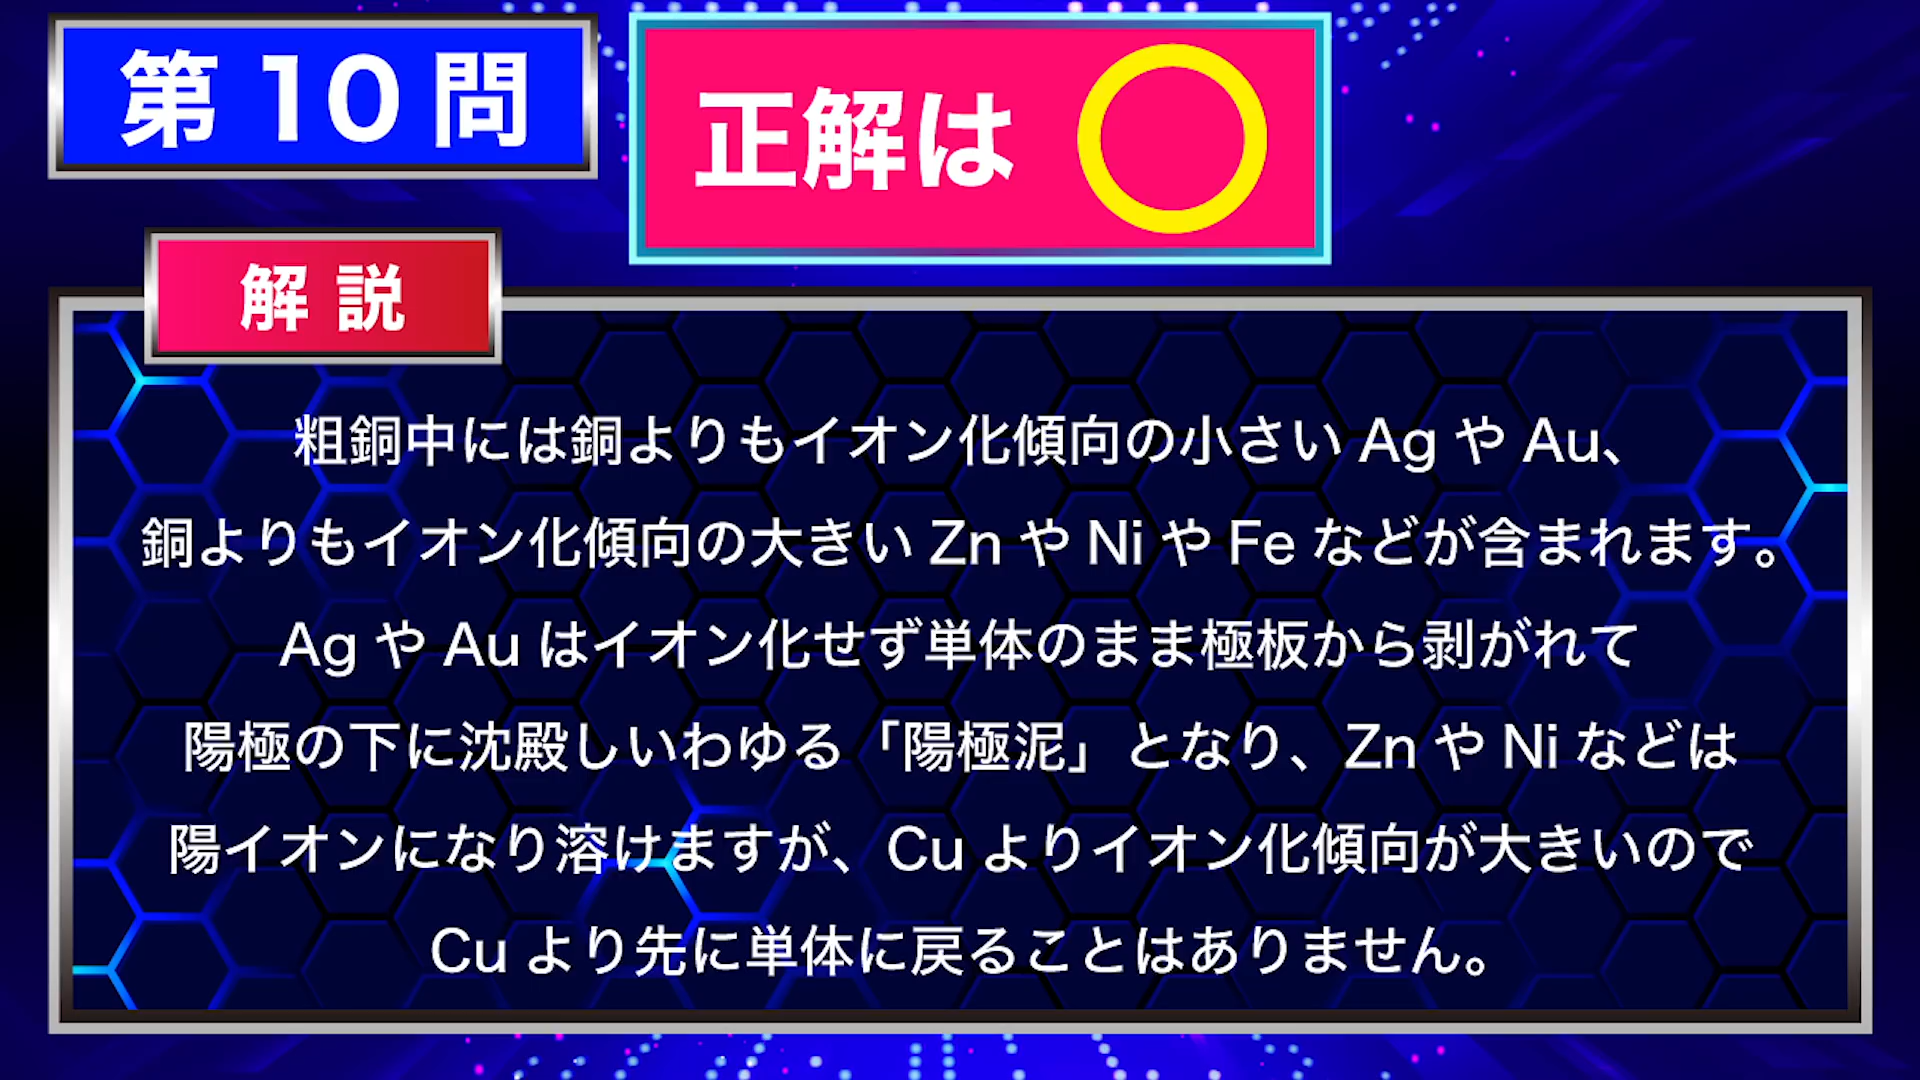 第10問
正解は○
解説
粗銅中には銅よりもイオン化傾向の小さい Ag や Au、
銅よりもイオン化傾向の大きい Zn や Ni や Fe などが含まれます。
Ag や Au はイオン化せず単体のまま極板から剥がれて
陽極の下に沈殿しいわゆる「陽極泥」となり、Zn や Ni などは
陽イオンになり溶けますが、Cu よりイオン化傾向が大きいので
Cu より先に単体に戻ることはありません。